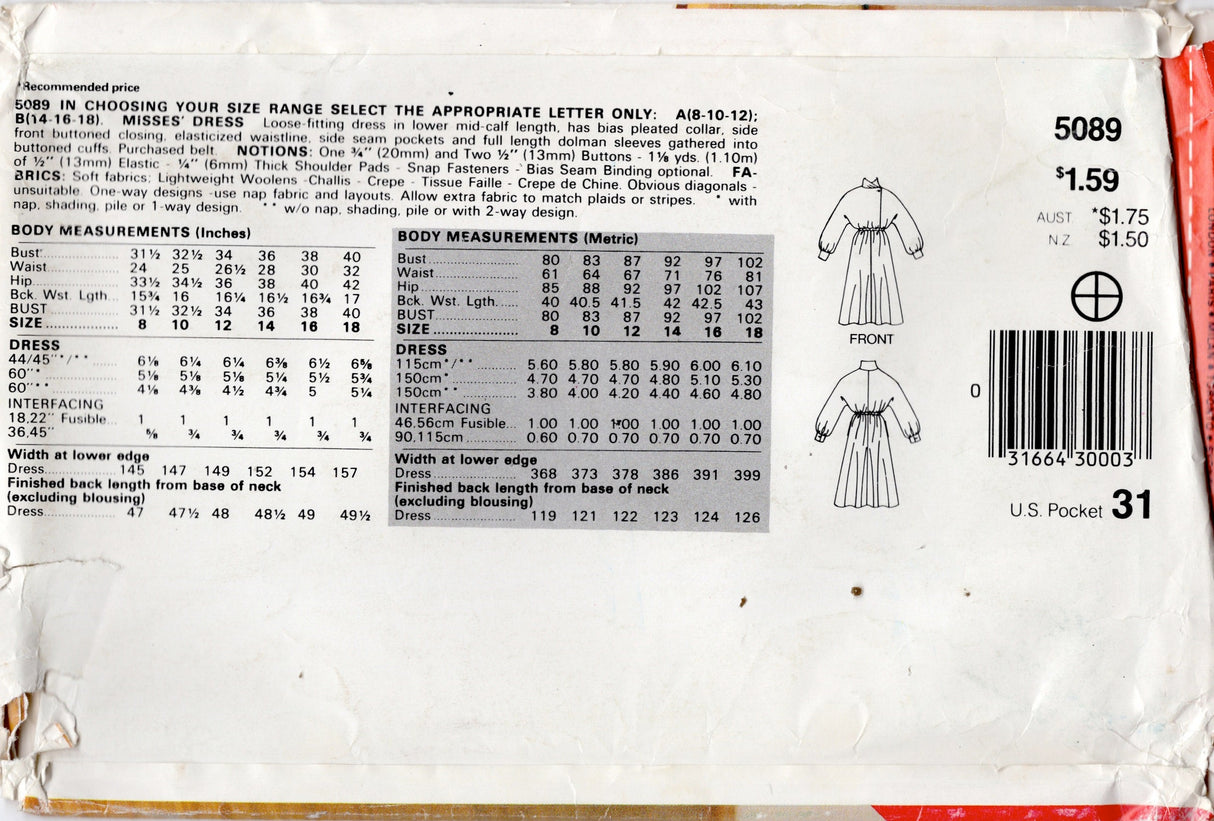 *Recommended price
5089 IN CHOOSING YOUR SIZE RANGE SELECT THE APPROPRIATE LETTER ONLY: A(8-10-12);
B(14-16-18). MISSES' DRESS Loose-fitting dress in lower mid-calf length, has bias pleated collar, side
front buttoned closing, elasticized waistline, side seam pockets and full length dolman sleeves gathered into
buttoned cuffs. Purchased belt. NOTIONS: One ¾" (20mm) and Two ½" (13mm) Buttons - 1⅛ yds. (1.10m)
of ½" (13mm) Elastic - ¼" (6mm) Thick Shoulder Pads - Snap Fasteners - Bias Seam Binding optional. FA-
BRICS: Soft fabrics: Lightweight Woolens -Challis - Crepe - Tissue Faille - Crepe de Chine. Obvious diagonals -
unsuitable. One-way designs -use nap fabric and layouts. Allow extra fabric to match plaids or stripes. * with
nap, shading, pile or 1-way design. ** w/o nap, shading, pile or with 2-way design.
BODY MEASUREMENTS (Inches)
Bust 31½ 32½ 34 36 38 40
Waist 24 25 26½ 28 30 32
Hip 33½ 34½ 36 38 40 42
Bck. Wst. Lgth... 15¾ 16 16¼ 16½ 16¾ 17
BUST 31½ 32½ 34 36 38 40
SIZE 8 10 12 14 16 18
DRESS
44/45"*/** 6⅛ 6¼ 6¼ 6⅜ 6½ 6⅝
60"* 5⅛ 5⅛ 5⅛ 5¼ 5½ 5¾
60"** 4⅛ 4⅜ 4½ 4¾ 5 5¼
INTERFACING
18.22" Fusible.. 1 1 1 1 1 1
36,45" ⅝ ¾ ¾ ¾ ¾ ¾
Width at lower edge
Dress 145 147 149 152 154 157
Finished back length from base of neck
(excluding blousing)
Dress 47 47½ 48 48½ 49 49½
BODY MEASUREMENTS (Metric)
Bust 80 83 87 92 97 102
Waist 61 64 67 71 76 81
Hip 85 88 92 97 102 107
Bck. Wst. Lgth. 40 40.5 41.5 42 42.5 43
BUST 80 83 87 92 97 102
SIZE 8 10 12 14 16 18
DRESS
115cm*/** 5.60 5.80 5.80 5.90 6.00 6.10
150cm* 4.70 4.70 4.70 4.80 5.10 5.30
150cm** 3.80 4.00 4.20 4.40 4.60 4.80
INTERFACING
46.56cm Fusible... 1.00 1.00 1.00 1.00 1.00 1.00
90,115cm 0.60 0.70 0.70 0.70 0.70 0.70
Width at lower edge
Dress 368 373 378 386 391 399
Finished back length from base of neck
(excluding blousing)
Dress 119 121 122 123 124 126
FRONT
5089
$1.59
AUST. *$1.75
N.Z. $1.50
0
31664 30003
U.S. Pocket 31